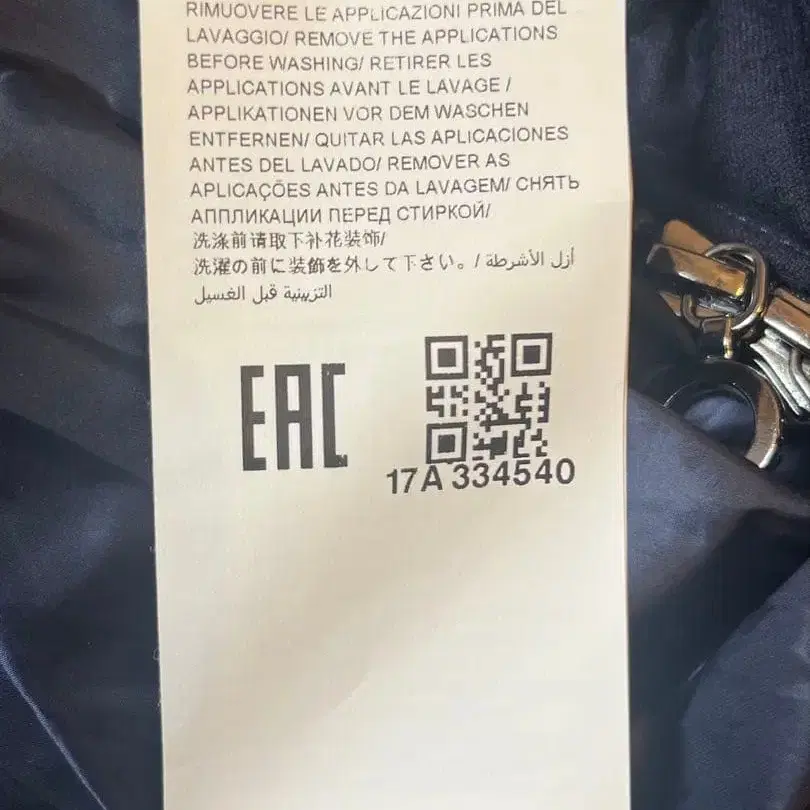 RIMUOVERE LE APPLICAZIONI PRIMA DEL
LAVAGGIO/ REMOVE THE APPLICATIONS
BEFORE WASHING/ RETIRER LES
APPLICATIONS AVANT LE LAVAGE /
APPLIKATIONEN VOR DEM WASCHEN
ENTFERNEN/ QUITAR LAS APLICACIONES
ANTES DEL LAVADO/ REMOVER AS
APLICAÇÕES ANTES DA LAVAGEM/ СНЯТЬ
АППЛИКАЦИИ ПЕРЕД СТИРКОЙ/
洗涤前请取下补花装饰/
洗濯の前に装飾を外して下さい。/ أزل الأشرطة
التزيينية قبل الغسيل
EAC
17A 334540